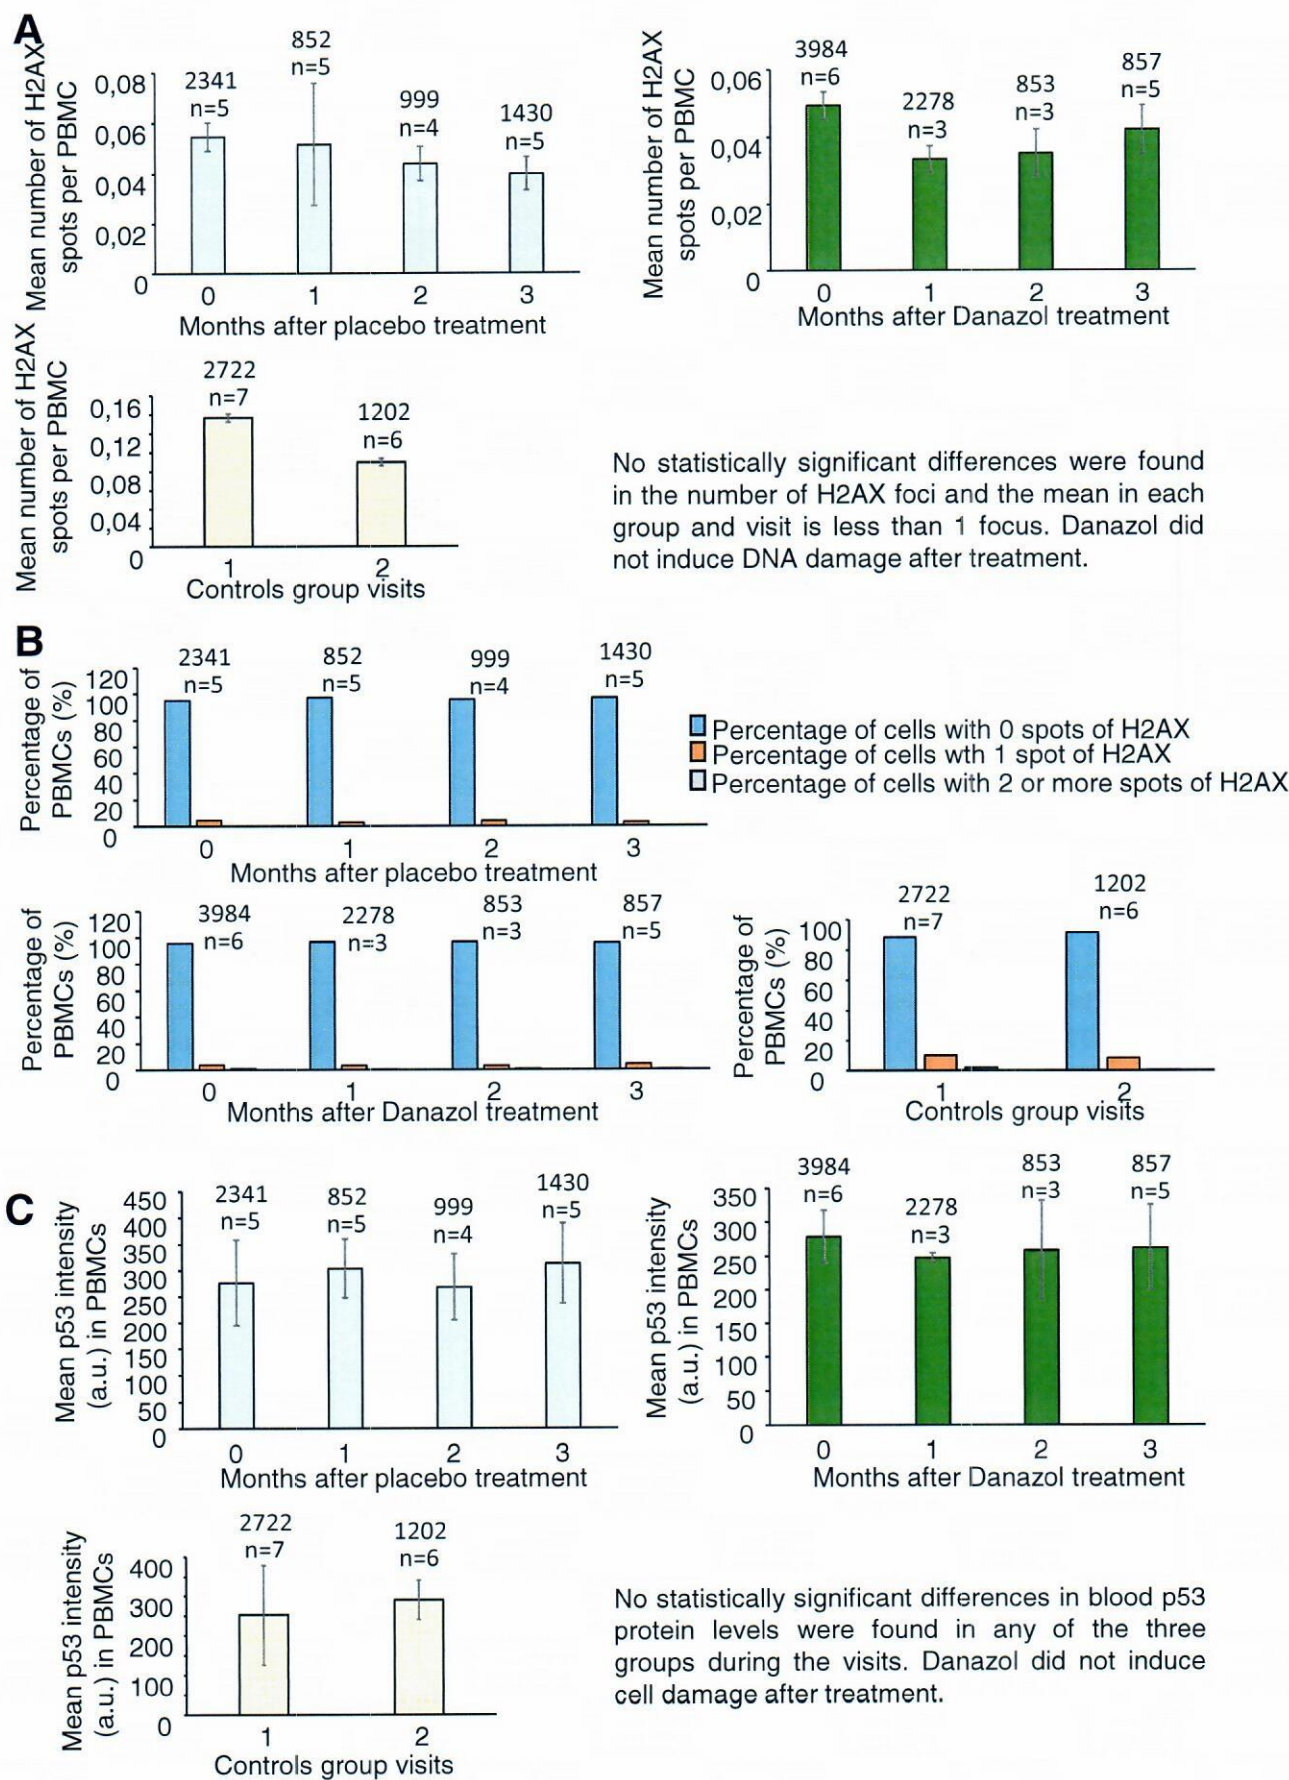 A
Mean number of H2AX
spots per PBMC
0,08
0,06
0,04
0,02
0
2341
n=5
852
n=5
999
n=4
1430
n=5
0 1 2 3
Months after placebo treatment
Mean number of H2AX
spots per PBMC
0,06
0,04
0,02
0
3984
n=6
2278
n=3
853
n=3
857
n=5
0 1 2 3
Months after Danazol treatment
Mean number of H2AX
spots per PBMC
0,16
0,12
0,08
0,04
0
2722
n=7
1202
n=6
1 2
Controls group visits
No statistically significant differences were found
in the number of H2AX foci and the mean in each
group and visit is less than 1 focus. Danazol did
not induce DNA damage after treatment.
B
Percentage of
PBMCs (%)
120
100
80
60
40
20
0
2341
n=5
852
n=5
999
n=4
1430
n=5
0 1 2 3
Months after placebo treatment
Percentage of cells with 0 spots of H2AX
Percentage of cells wth 1 spot of H2AX
Percentage of cells with 2 or more spots of H2AX
Percentage of
PBMCs (%)
120
100
80
60
40
20
0
3984
n=6
2278
n=3
853
n=3
857
n=5
0 1 2 3
Months after Danazol treatment
Percentage of
PBMCs (%)
100
80
60
40
20
0
2722
n=7
1202
n=6
1 2
Controls group visits
C
Mean p53 intensity
(a.u.) in PBMCs
450
400
350
300
250
200
150
100
50
0
2341
n=5
852
n=5
999
n=4
1430
n=5
0 1 2 3
Months after placebo treatment
Mean p53 intensity
(a.u.) in PBMCs
350
300
250
200
150
100
50
0
3984
n=6
2278
n=3
853
n=3
857
n=5
0 1 2 3
Months after Danazol treatment
Mean p53 intensity
(a.u.) in PBMCs
400
300
200
100
0
2722
n=7
1202
n=6
1 2
Controls group visits
No statistically significant differences in blood p53
protein levels were found in any of the three
groups during the visits. Danazol did not induce
cell damage after treatment.